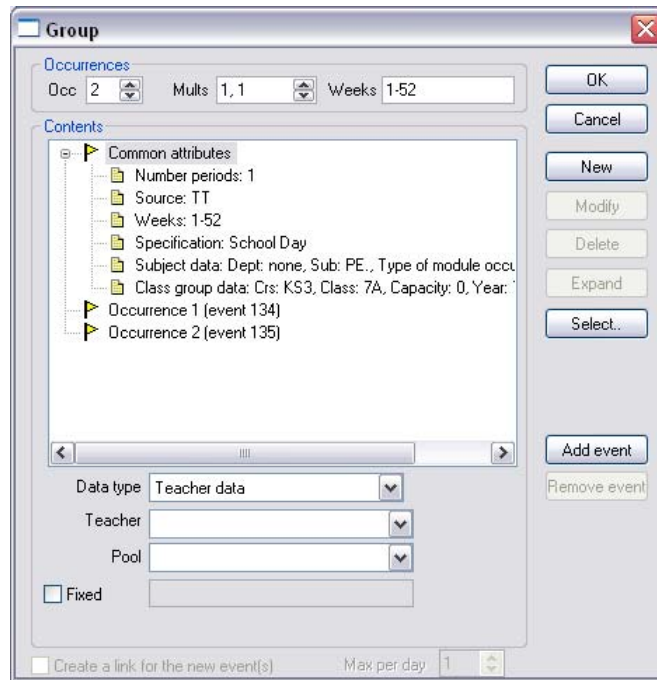 Group
Occurrences
Occ 2 Mults 1, 1 Weeks 1-52
OK
Cancel
Contents
Common attributes
Number periods: 1
Source: TT
Weeks: 1-52
Specification: School Day
Subject data: Dept: none, Sub: PE., Type of module occu
Class group data: Crs: KS3, Class: 7A, Capacity: 0, Year:
Occurrence 1 (event 134)
Occurrence 2 (event 135)
New
Modify
Delete
Expand
Select..
Add event
Remove event
Data type Teacher data
Teacher
Pool
Fixed
Create a link for the new event(s) Max per day 1